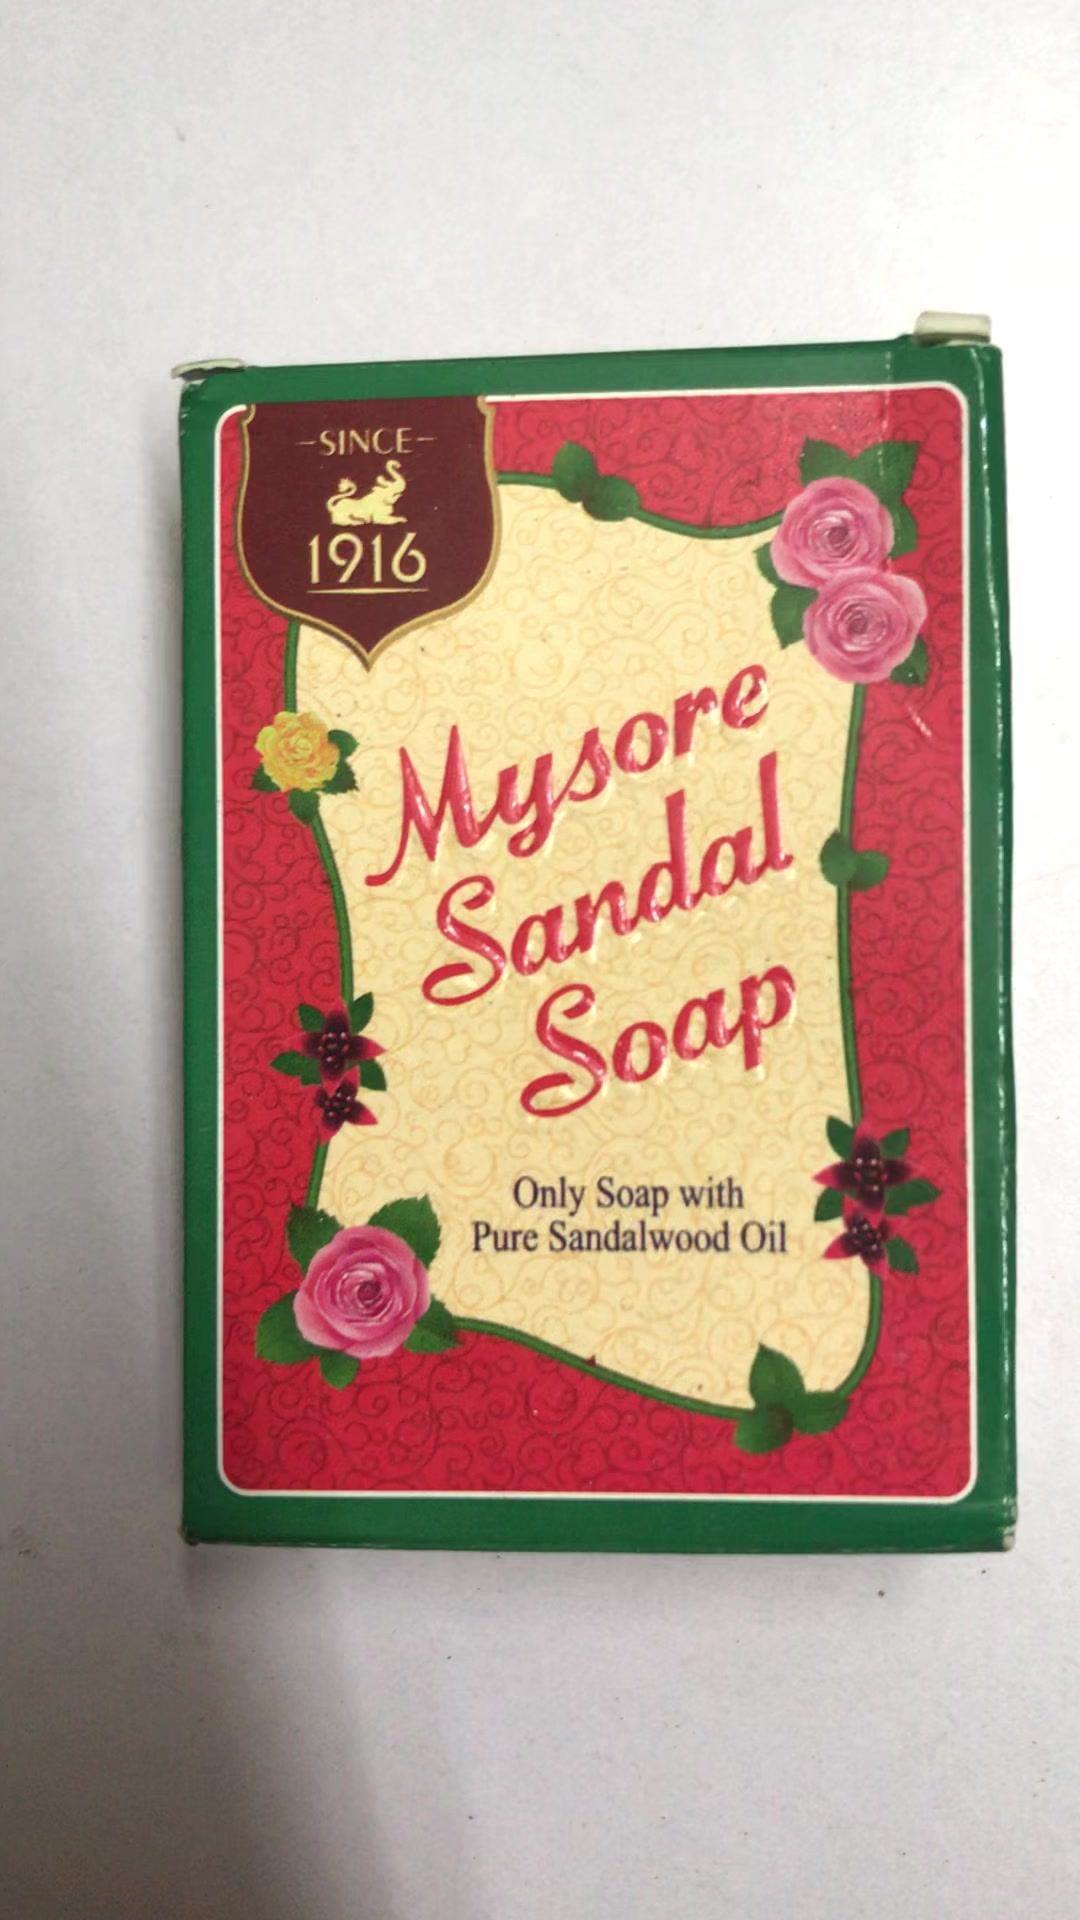 -SINCE-
1916
Mysore
Sandal
Soap
Only Soap with
Pure Sandalwood Oil